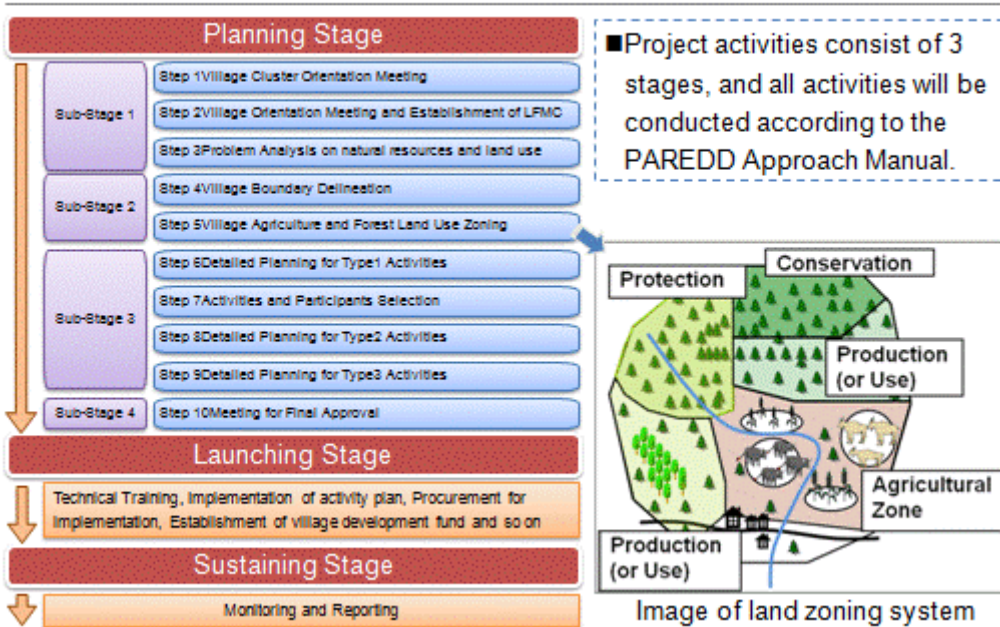 Planning Stage
Sub-Stage 1
Step 1Village Cluster Orientation Meeting
Step 2Village Orientation Meeting and Establishment of LFMC
Step 3Problem Analysis on natural resources and land use
Sub-Stage 2
Step 4Village Boundary Delineation
Step 5Village Agriculture and Forest Land Use Zoning
Sub-Stage 3
Step 6Detailed Planning for Type1 Activities
Step 7Activities and Participants Selection
Step 8Detailed Planning for Type2 Activities
Step 9Detailed Planning for Type3 Activities
Sub-Stage 4
Step 10Meeting for Final Approval
Launching Stage
Technical Training, Implementation of activity plan, Procurement for
Implementation, Establishment of village development fund and so on
Sustaining Stage
Monitoring and Reporting
■Project activities consist of 3
stages, and all activities will be
conducted according to the
PAREDD Approach Manual.
Conservation
Protection
Production
(or Use)
Agricultural
Zone
Production
(or Use)
Image of land zoning system